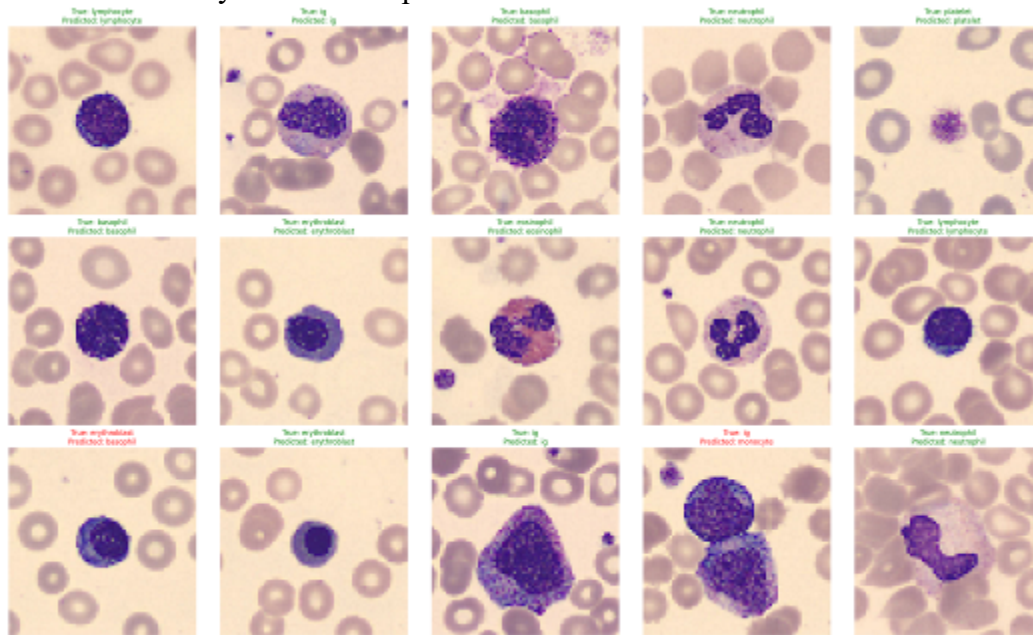 True: lymphocyte
Predicted: lymphocyte
True: ig
Predicted: ig
True: basophil
Predicted: basophil
True: neutrophil
Predicted: neutrophil
True: platelet
Predicted: platelet
True: basophil
Predicted: basophil
True: erythroblast
Predicted: erythroblast
True: eosinophil
Predicted: eosinophil
True: neutrophil
Predicted: neutrophil
True: lymphocyte
Predicted: lymphocyte
True: erythroblast
Predicted: basophil
True: erythroblast
Predicted: erythroblast
True: ig
Predicted: ig
True: ig
Predicted: monocyte
True: neutrophil
Predicted: neutrophil